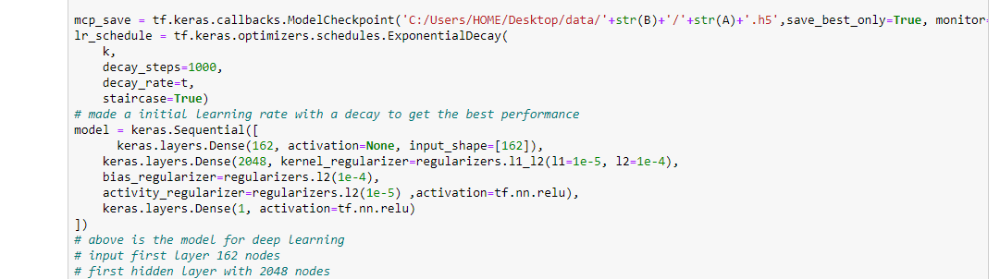 mcp_save = tf.keras.callbacks.ModelCheckpoint('C:/Users/HOME/Desktop/data/'+str(B)+'/'+str(A)+'.h5',save_best_only=True, monitor=
lr_schedule = tf.keras.optimizers.schedules.ExponentialDecay(
    k,
    decay_steps=1000,
    decay_rate=t,
    staircase=True)
# made a initial learning rate with a decay to get the best performance
model = keras.Sequential([
      keras.layers.Dense(162, activation=None, input_shape=[162]),
    keras.layers.Dense(2048, kernel_regularizer=regularizers.l1_l2(l1=1e-5, l2=1e-4),
    bias_regularizer=regularizers.l2(1e-4),
    activity_regularizer=regularizers.l2(1e-5) ,activation=tf.nn.relu),
    keras.layers.Dense(1, activation=tf.nn.relu)
])
# above is the model for deep learning
# input first layer 162 nodes
# first hidden layer with 2048 nodes